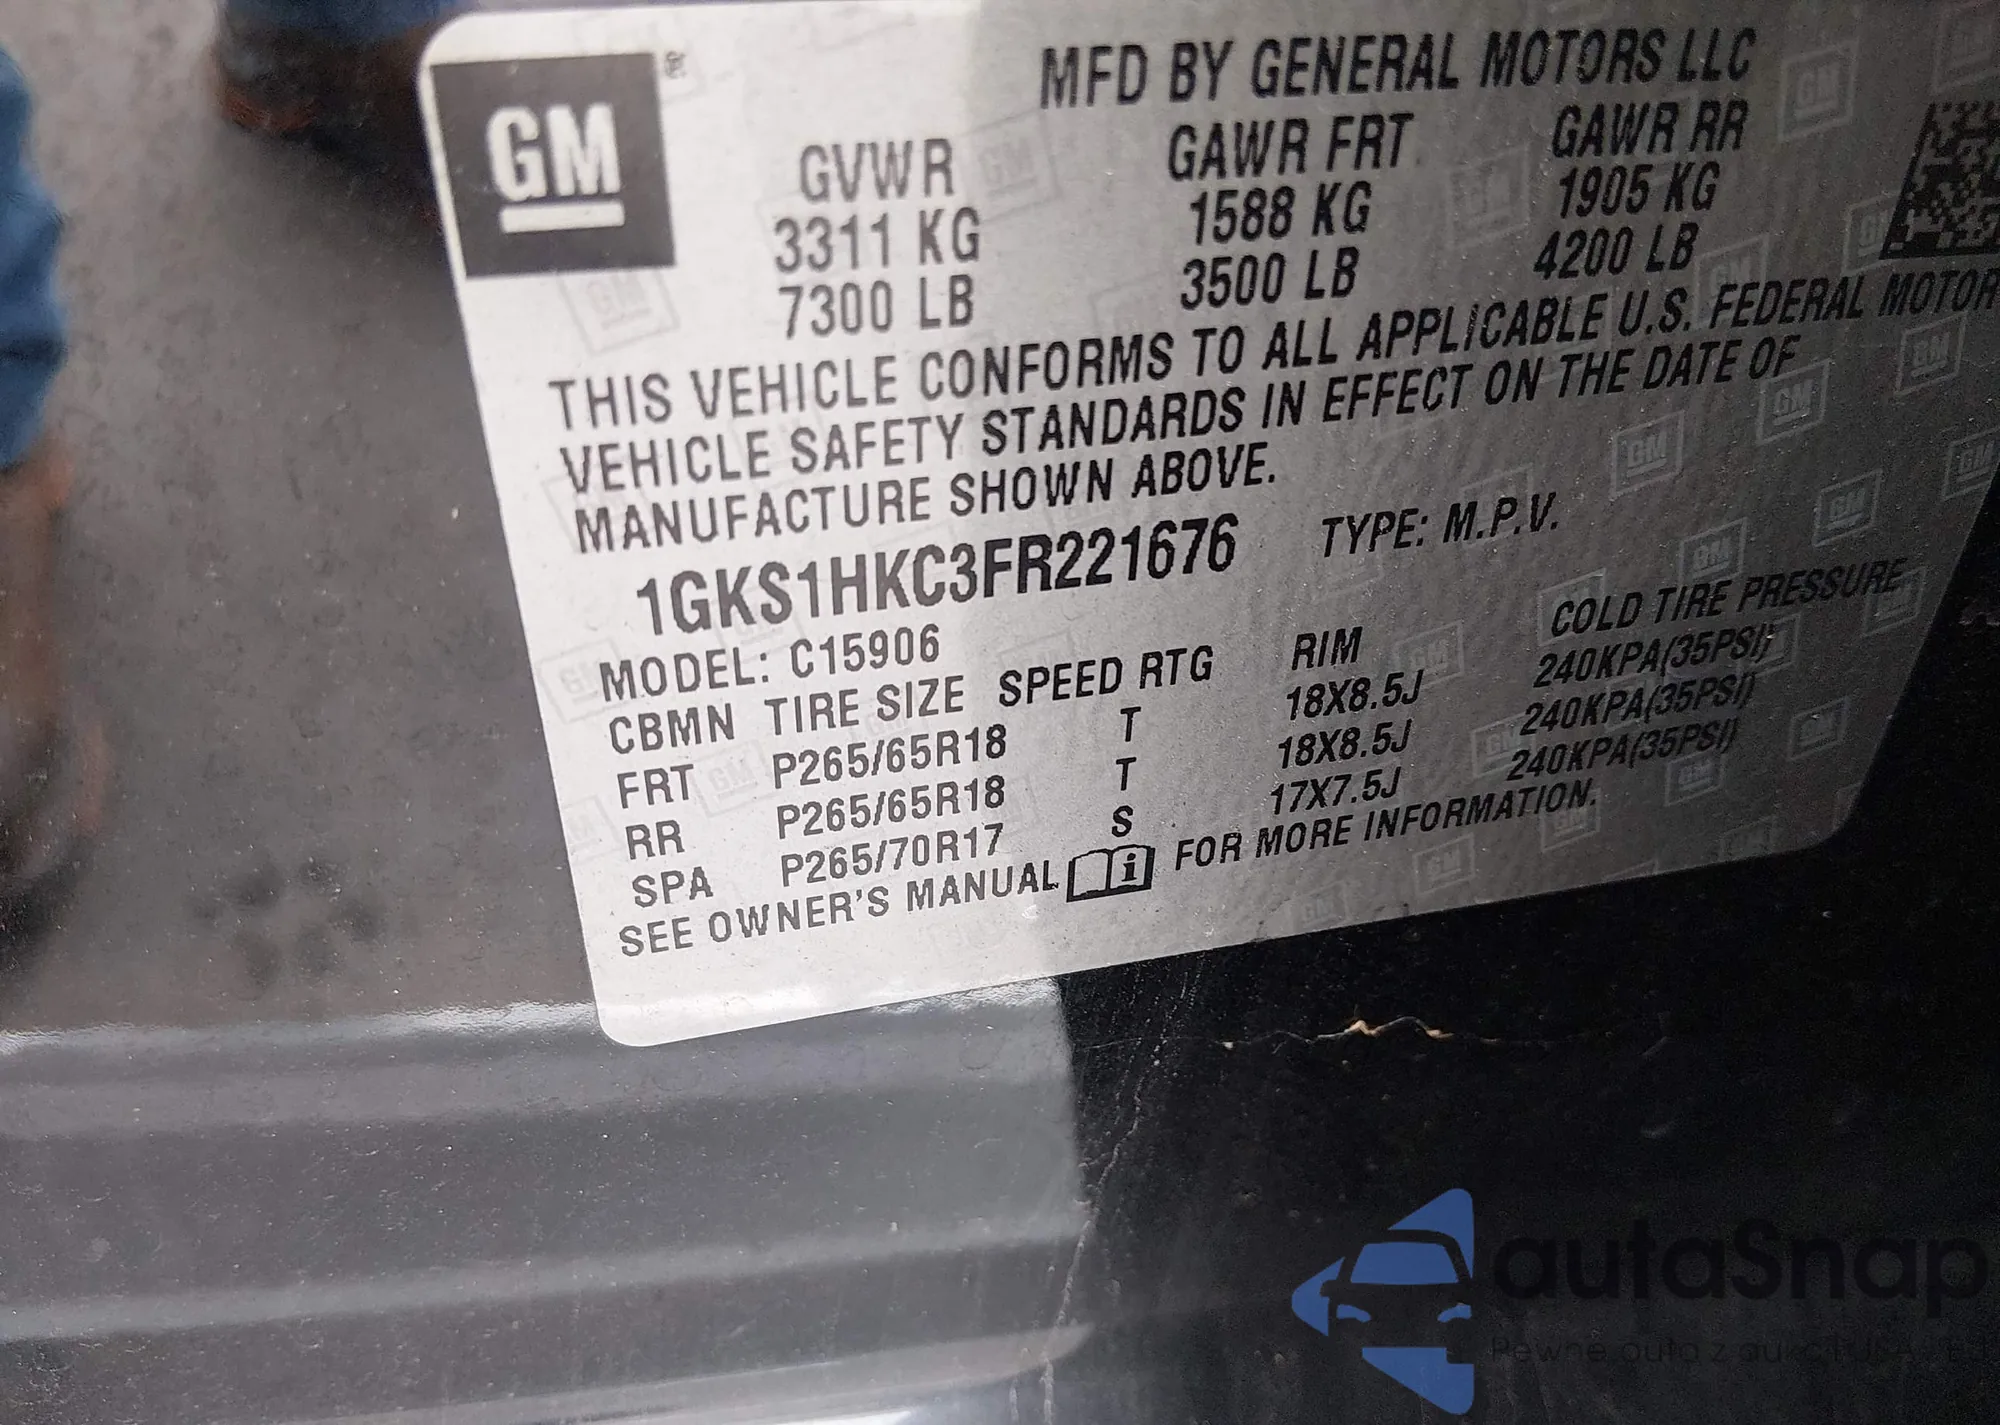 GM
MFD BY GENERAL MOTORS LLC
GVWR GAWR FRT GAWR RR
3311 KG 1588 KG 1905 KG
7300 LB 3500 LB 4200 LB
THIS VEHICLE CONFORMS TO ALL APPLICABLE U.S. FEDERAL MOTOR
VEHICLE SAFETY STANDARDS IN EFFECT ON THE DATE OF
MANUFACTURE SHOWN ABOVE.
1GKS1HKC3FR221676 TYPE: M.P.V.
MODEL: C15906
CBMN TIRE SIZE SPEED RTG RIM COLD TIRE PRESSURE
FRT P265/65R18 T 18X8.5J 240KPA(35PSI)
RR P265/65R18 T 18X8.5J 240KPA(35PSI)
SPA P265/70R17 S 17X7.5J 240KPA(35PSI)
SEE OWNER'S MANUAL i FOR MORE INFORMATION.
autaSnap
Pewne auta z